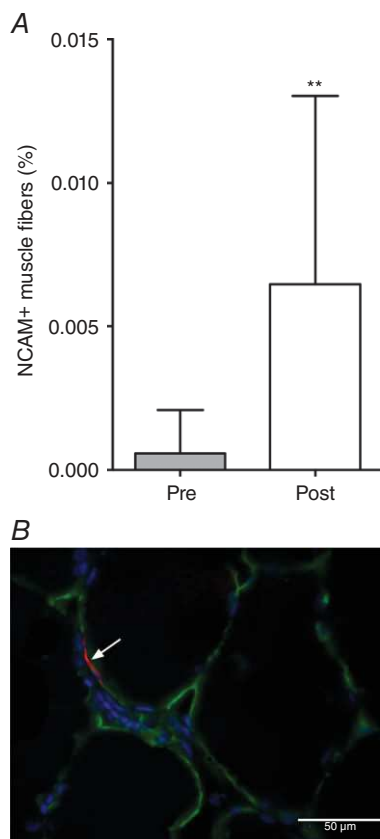 A
NCAM+ muscle fibers (%)
0.015
**
0.010
0.005
0.000
Pre
Post
B
50 µm